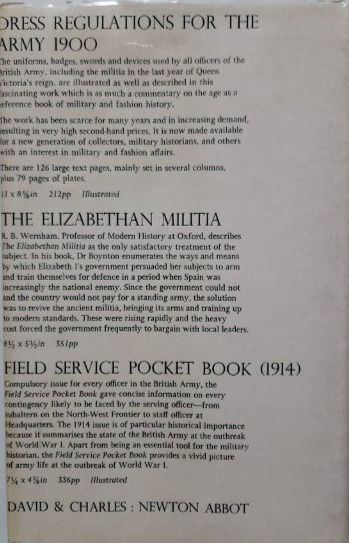 DRESS REGULATIONS FOR THE
ARMY 1900
The uniforms, badges, swords and devices used by all officers of the
British Army, including the militia in the last year of Queen
Victoria's reign, are illustrated as well as described in this
fascinating work which is as much a commentary on the age as a
reference book of military and fashion history.
The work has been scarce for many years and in increasing demand,
resulting in very high second-hand prices. It is now made available
for a new generation of collectors, military historians, and others
with an interest in military and fashion affairs.
There are 126 large text pages, mainly set in several columns,
plus 79 pages of plates.
11 x 8⅝in 212pp Illustrated
THE ELIZABETHAN MILITIA
R. B. Wernham, Professor of Modern History at Oxford, describes
The Elizabethan Militia as the only satisfactory treatment of the
subject. In his book, Dr Boynton enumerates the ways and means
by which Elizabeth I's government persuaded her subjects to arm
and train themselves for defence in a period when Spain was
increasingly the national enemy. Since the government could not
and the country would not pay for a standing army, the solution
was to revive the ancient militia, bringing its arms and training up
to modern standards. These were rising rapidly and the heavy
cost forced the government frequently to bargain with local leaders.
8½ x 5½in 351pp
FIELD SERVICE POCKET BOOK (1914)
Compulsory issue for every officer in the British Army, the
Field Service Pocket Book gave concise information on every
contingency likely to be faced by the serving officer—from
subaltern on the North-West Frontier to staff officer at
Headquarters. The 1914 issue is of particular historical importance
because it summarises the state of the British Army at the outbreak
of World War I. Apart from being an essential tool for the military
historian, the Field Service Pocket Book provides a vivid picture
of army life at the outbreak of World War I.
7¼ x 4⅞in 336pp Illustrated
DAVID & CHARLES : NEWTON ABBOT